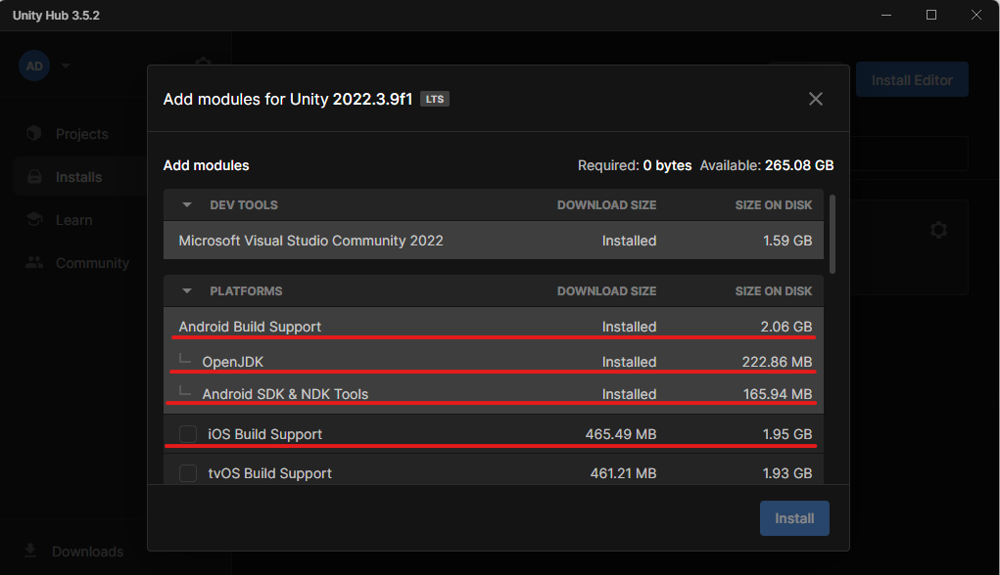 Unity Hub 3.5.2
AD
Install Editor
Projects
Installs
Learn
Community
Downloads
Add modules for Unity 2022.3.9f1 LTS
Add modules Required: 0 bytes Available: 265.08 GB
DEV TOOLS DOWNLOAD SIZE SIZE ON DISK
Microsoft Visual Studio Community 2022 Installed 1.59 GB
PLATFORMS DOWNLOAD SIZE SIZE ON DISK
Android Build Support Installed 2.06 GB
OpenJDK Installed 222.86 MB
Android SDK & NDK Tools Installed 165.94 MB
iOS Build Support 465.49 MB 1.95 GB
tvOS Build Support 461.21 MB 1.93 GB
Install